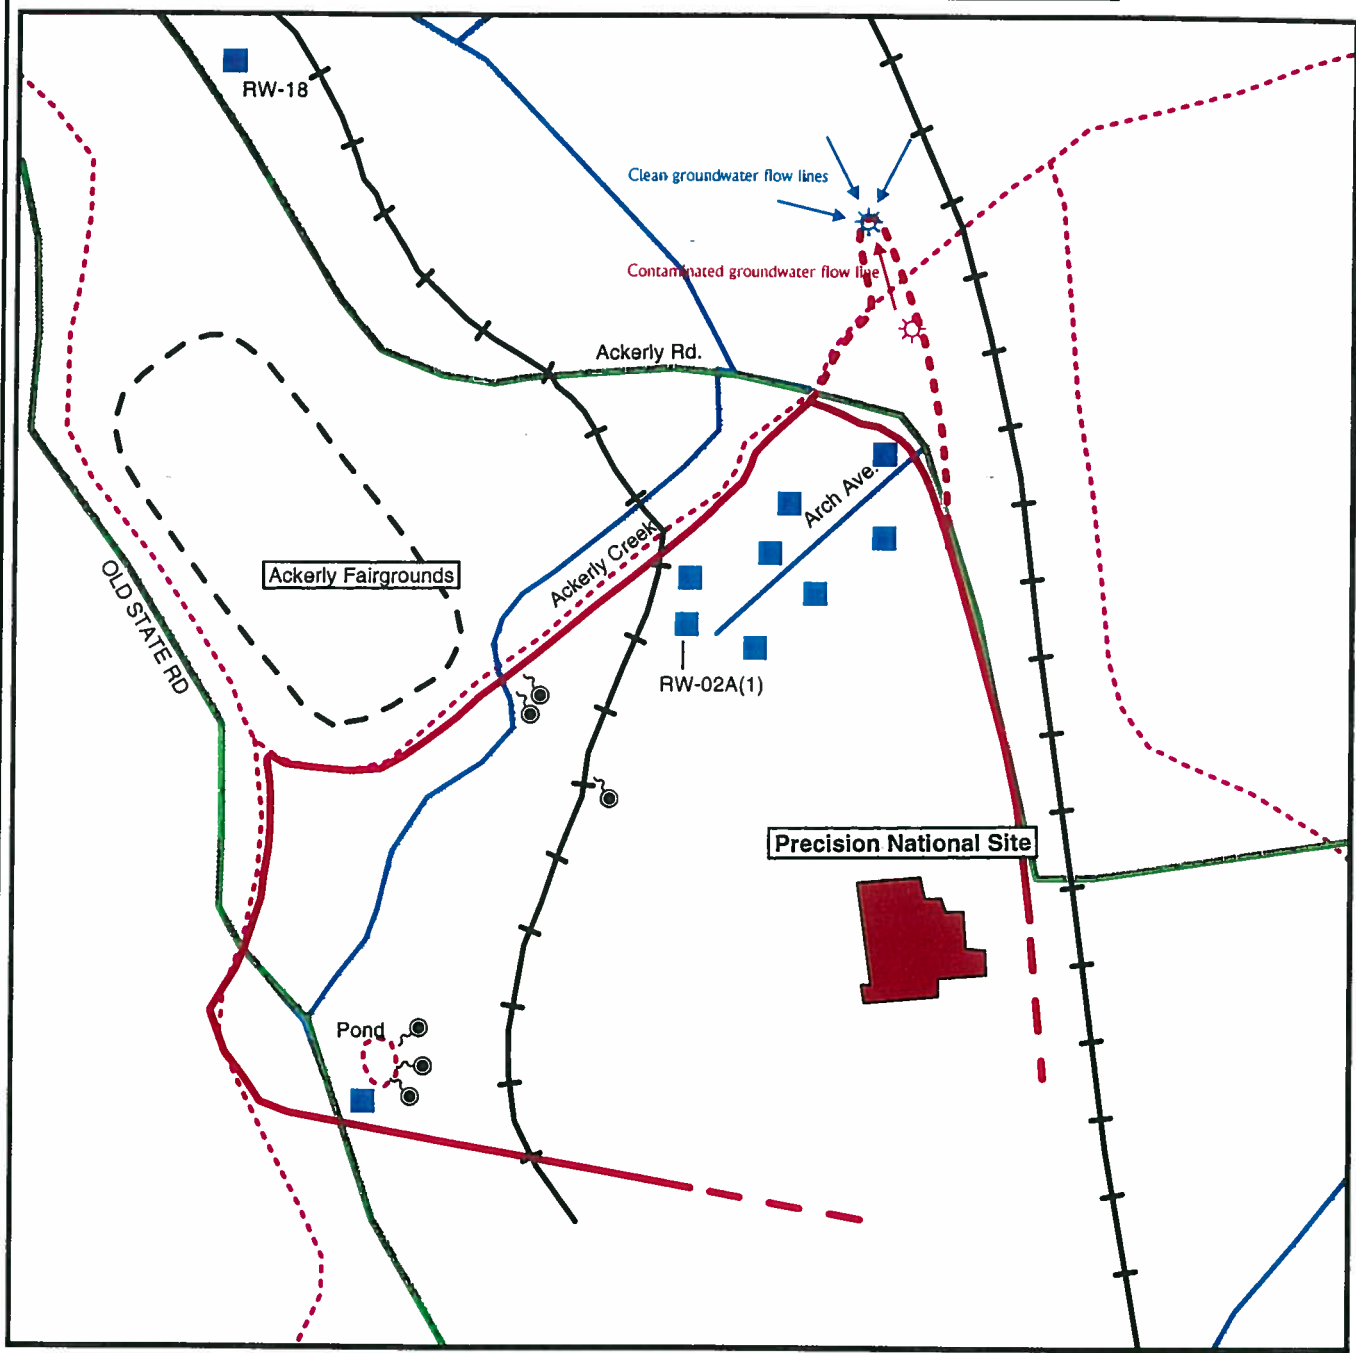 RW-18
Clean groundwater flow lines
Contaminated groundwater flow line
Ackerly Rd.
Arch Ave.
Ackerly Creek
Ackerly Fairgrounds
OLD STATE RD
RW-02A(1)
Precision National Site
Pond